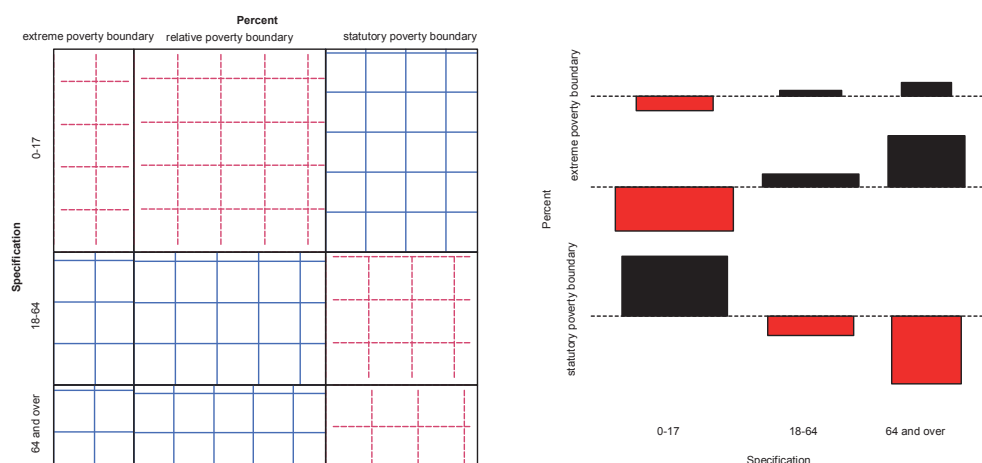 Percent
extreme poverty boundary relative poverty boundary statutory poverty boundary
0-17
18-64
64 and over
Specification
extreme poverty boundary
statutory poverty boundary
Percent
0-17 18-64 64 and over
Specification